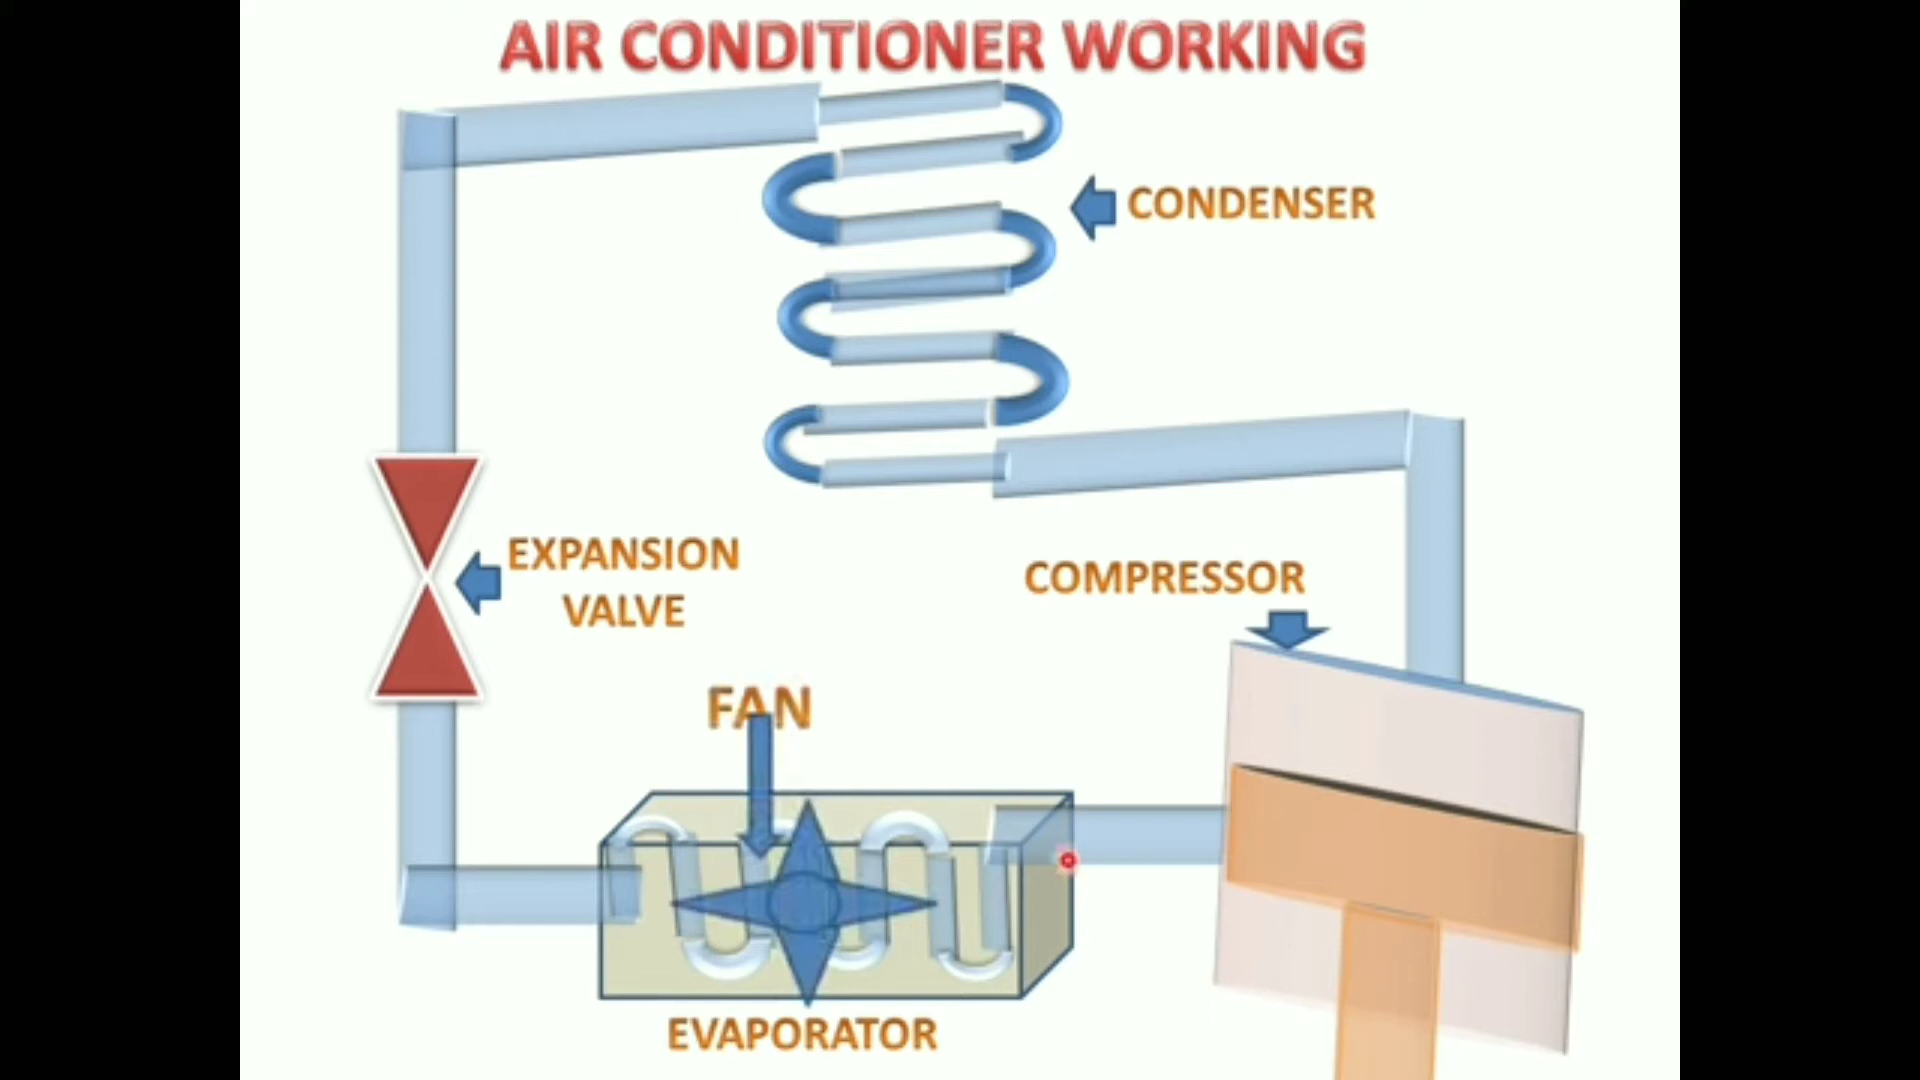 AIR CONDITIONER WORKING
CONDENSER
EXPANSION
VALVE
COMPRESSOR
FAN
EVAPORATOR